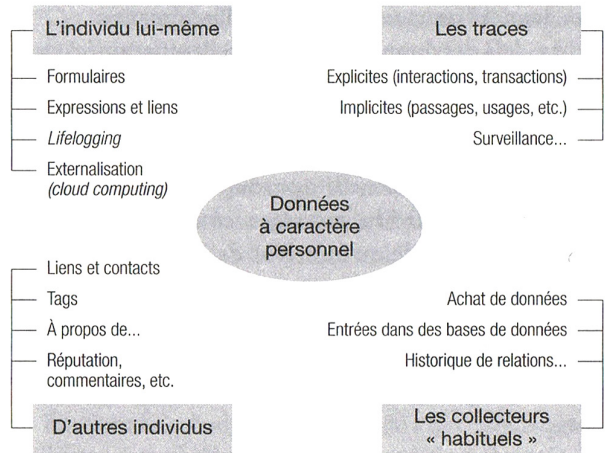 L'individu lui-même
Formulaires
Expressions et liens
Lifelogging
Externalisation
(cloud computing)
Les traces
Explicites (interactions, transactions)
Implicites (passages, usages, etc.)
Surveillance...
Données
à caractère
personnel
Liens et contacts
Tags
À propos de...
Réputation,
commentaires, etc.
D'autres individus
Achat de données
Entrées dans des bases de données
Historique de relations...
Les collecteurs
« habituels »